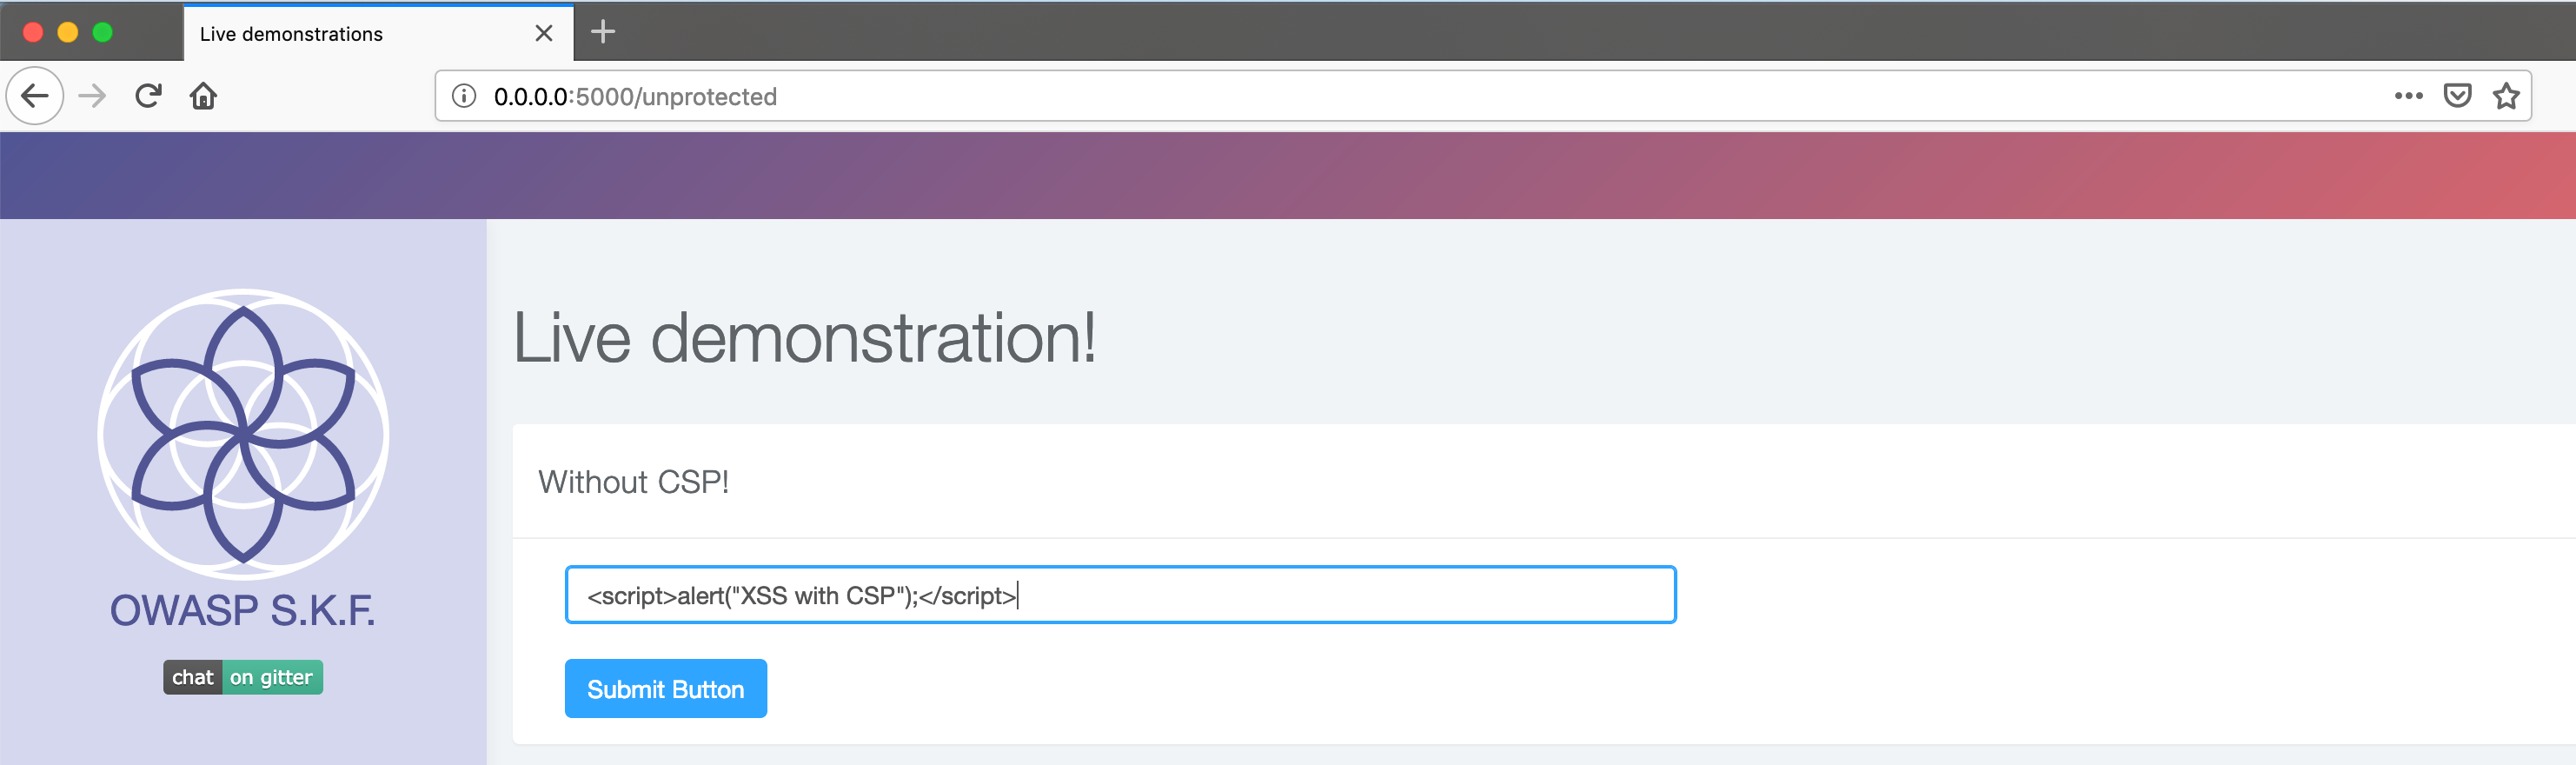 Live demonstrations
0.0.0.0:5000/unprotected
OWASP S.K.F.
chat on gitter
Live demonstration!
Without CSP!
<script>alert("XSS with CSP");</script>
Submit Button